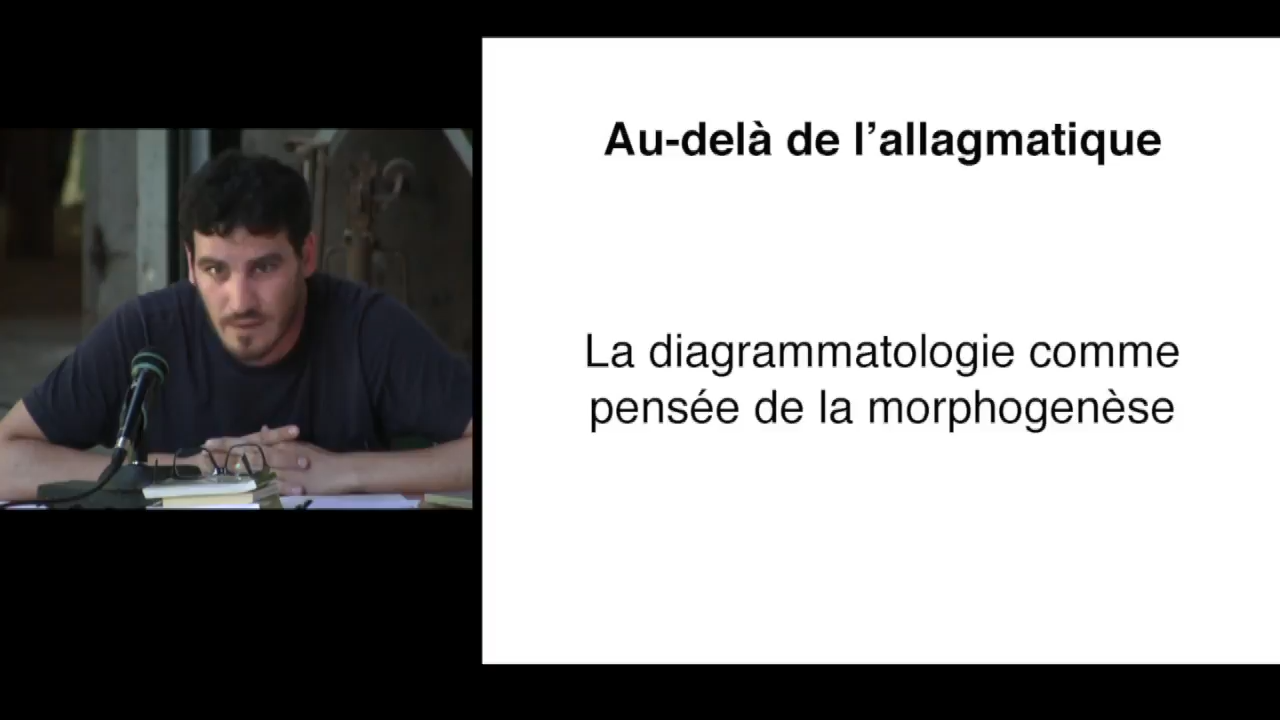 Au-delà de l’allagmatique
La diagrammatologie comme
pensée de la morphogenèse